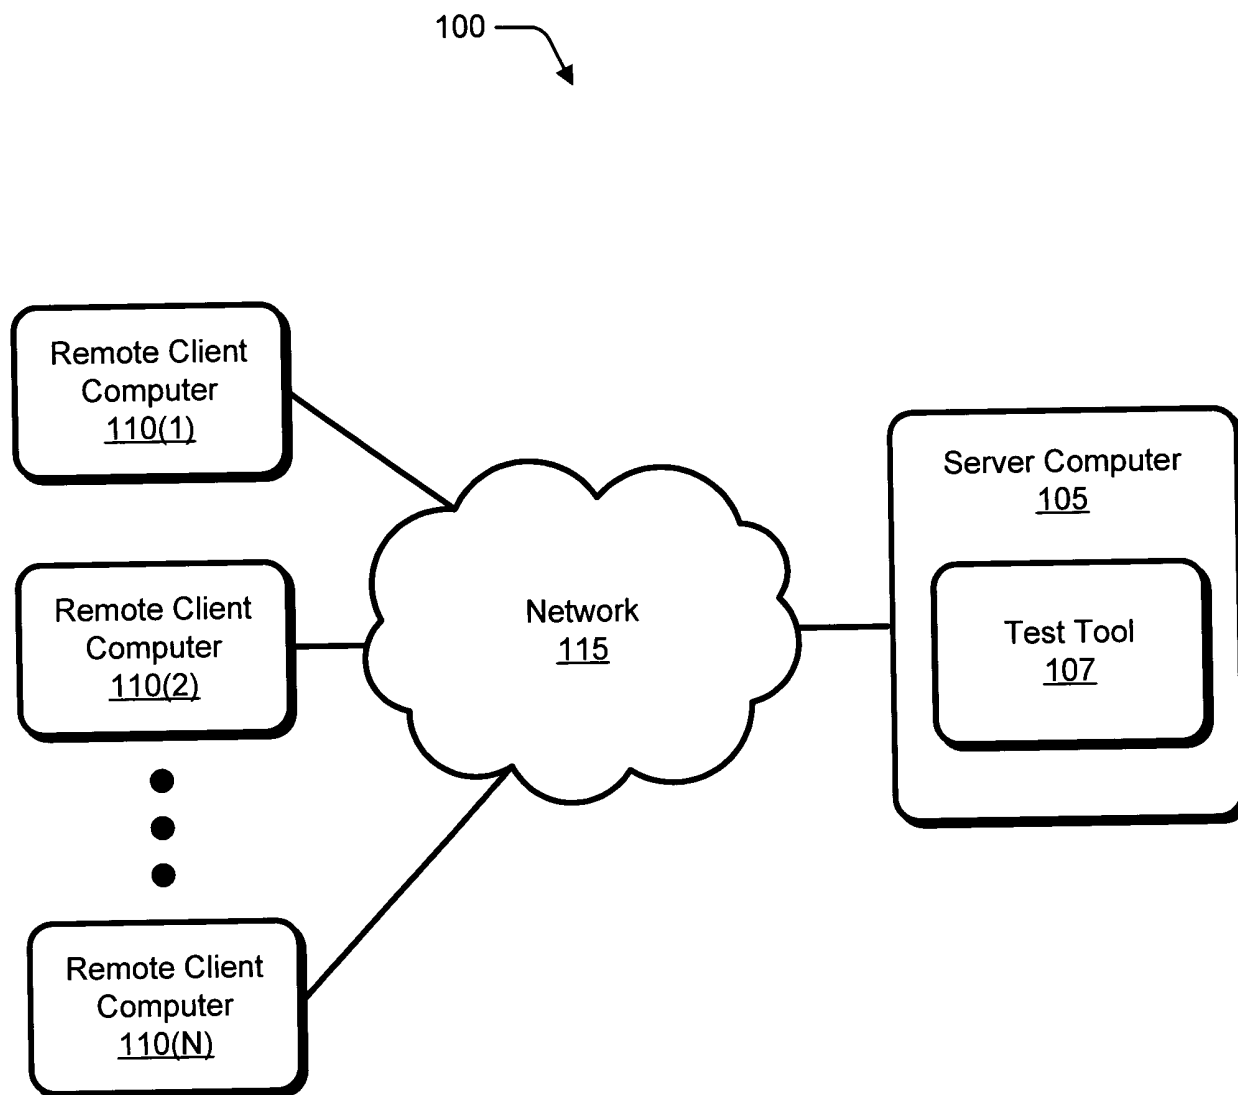 100
Remote Client
Computer
110(1)
Remote Client
Computer
110(2)
Remote Client
Computer
110(N)
Network
115
Server Computer
105
Test Tool
107